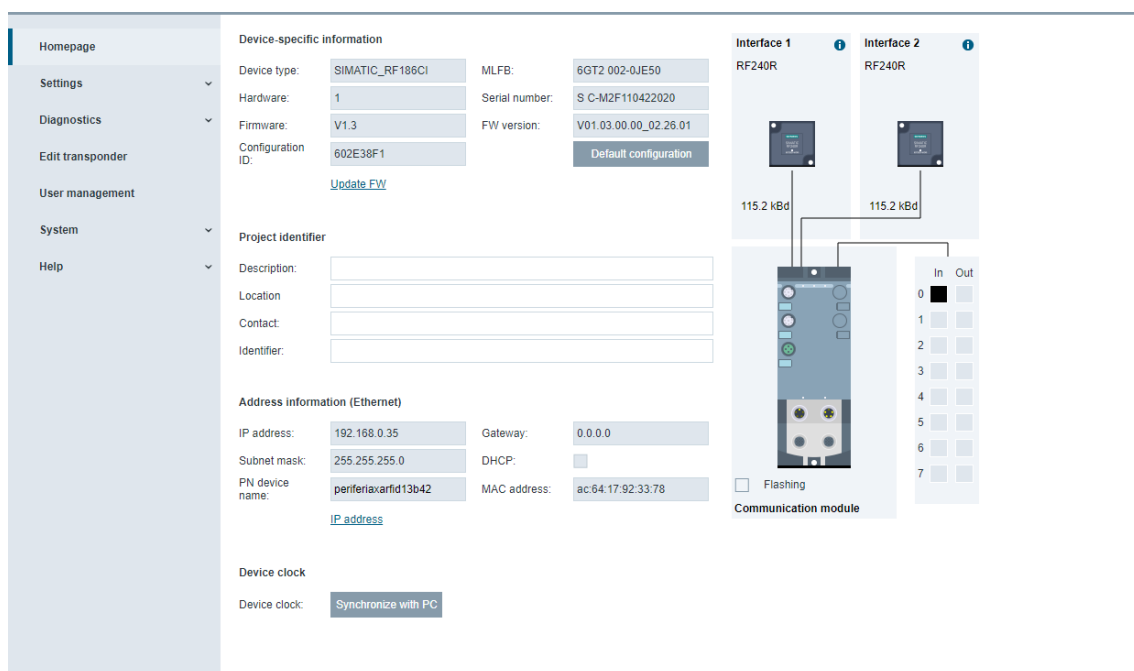 Homepage
Settings
Diagnostics
Edit transponder
User management
System
Help
Device-specific information
Device type: SIMATIC_RF186CI MLFB: 6GT2 002-0JE50
Hardware: 1 Serial number: S C-M2F110422020
Firmware: V1.3 FW version: V01.03.00.00_02.26.01
Configuration
ID: 602E38F1 Default configuration
Update FW
Project identifier
Description:
Location
Contact:
Identifier:
Address information (Ethernet)
IP address: 192.168.0.35 Gateway: 0.0.0.0
Subnet mask: 255.255.255.0 DHCP:
PN device
name: periferiaxarfid13b42 MAC address: ac:64:17:92:33:78
IP address
Device clock
Device clock: Synchronize with PC
Interface 1 Interface 2
RF240R RF240R
115.2 kBd 115.2 kBd
In Out
0
1
2
3
4
5
6
7
Flashing
Communication module